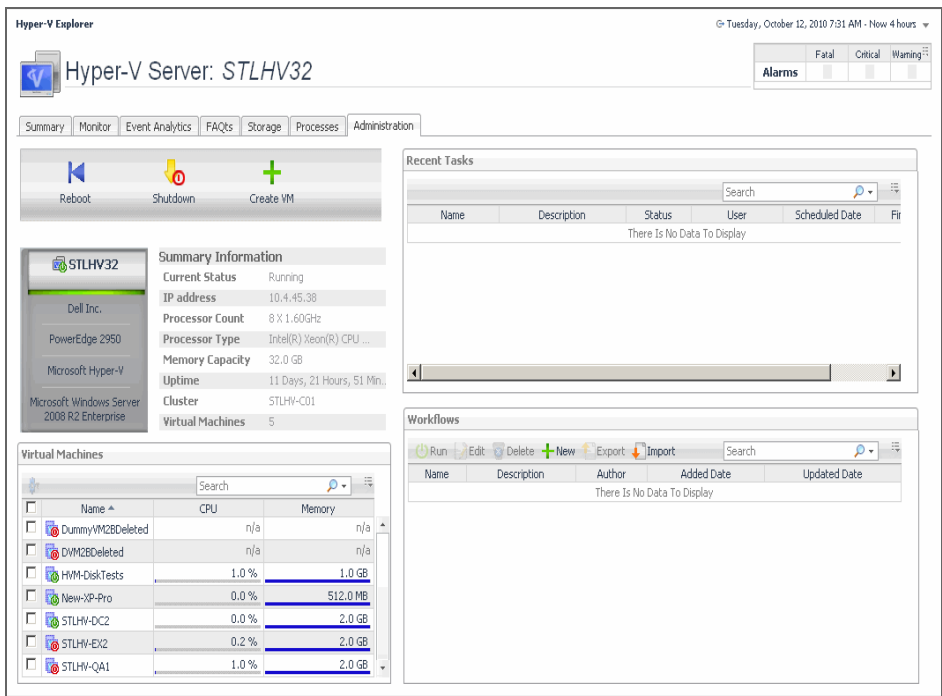 Hyper-V Explorer
Tuesday, October 12, 2010 7:31 AM - Now 4 hours
Hyper-V Server: STLHV32
Fatal Critical Warning
Alarms
Summary Monitor Event Analytics FAQts Storage Processes Administration
Reboot Shutdown Create VM
STLHV32
Dell Inc.
PowerEdge 2950
Microsoft Hyper-V
Microsoft Windows Server
2008 R2 Enterprise
Summary Information
Current Status Running
IP address 10.4.45.38
Processor Count 8 X 1.60GHz
Processor Type Intel(R) Xeon(R) CPU ...
Memory Capacity 32.0 GB
Uptime 11 Days, 21 Hours, 51 Min..
Cluster STLHV-C01
Virtual Machines 5
Virtual Machines
Search
Name CPU Memory
DummyVM2BDeleted n/a n/a
DVM2BDeleted n/a n/a
HVM-DiskTests 1.0 % 1.0 GB
New-XP-Pro 0.0 % 512.0 MB
STLHV-DC2 0.0 % 2.0 GB
STLHV-EX2 0.2 % 2.0 GB
STLHV-QA1 1.0 % 2.0 GB
Recent Tasks
Search
Name Description Status User Scheduled Date Fir
There Is No Data To Display
Workflows
Run Edit Delete New Export Import Search
Name Description Author Added Date Updated Date
There Is No Data To Display